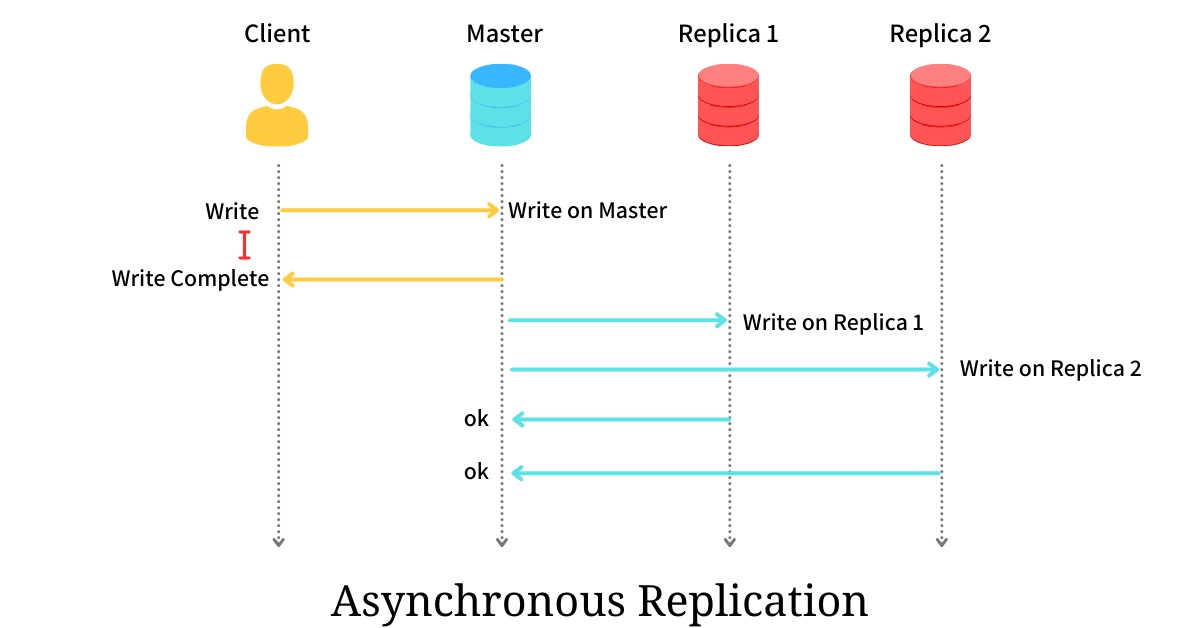 Client
Master
Replica 1
Replica 2
Write
Write on Master
Write Complete
Write on Replica 1
Write on Replica 2
ok
ok
Asynchronous Replication